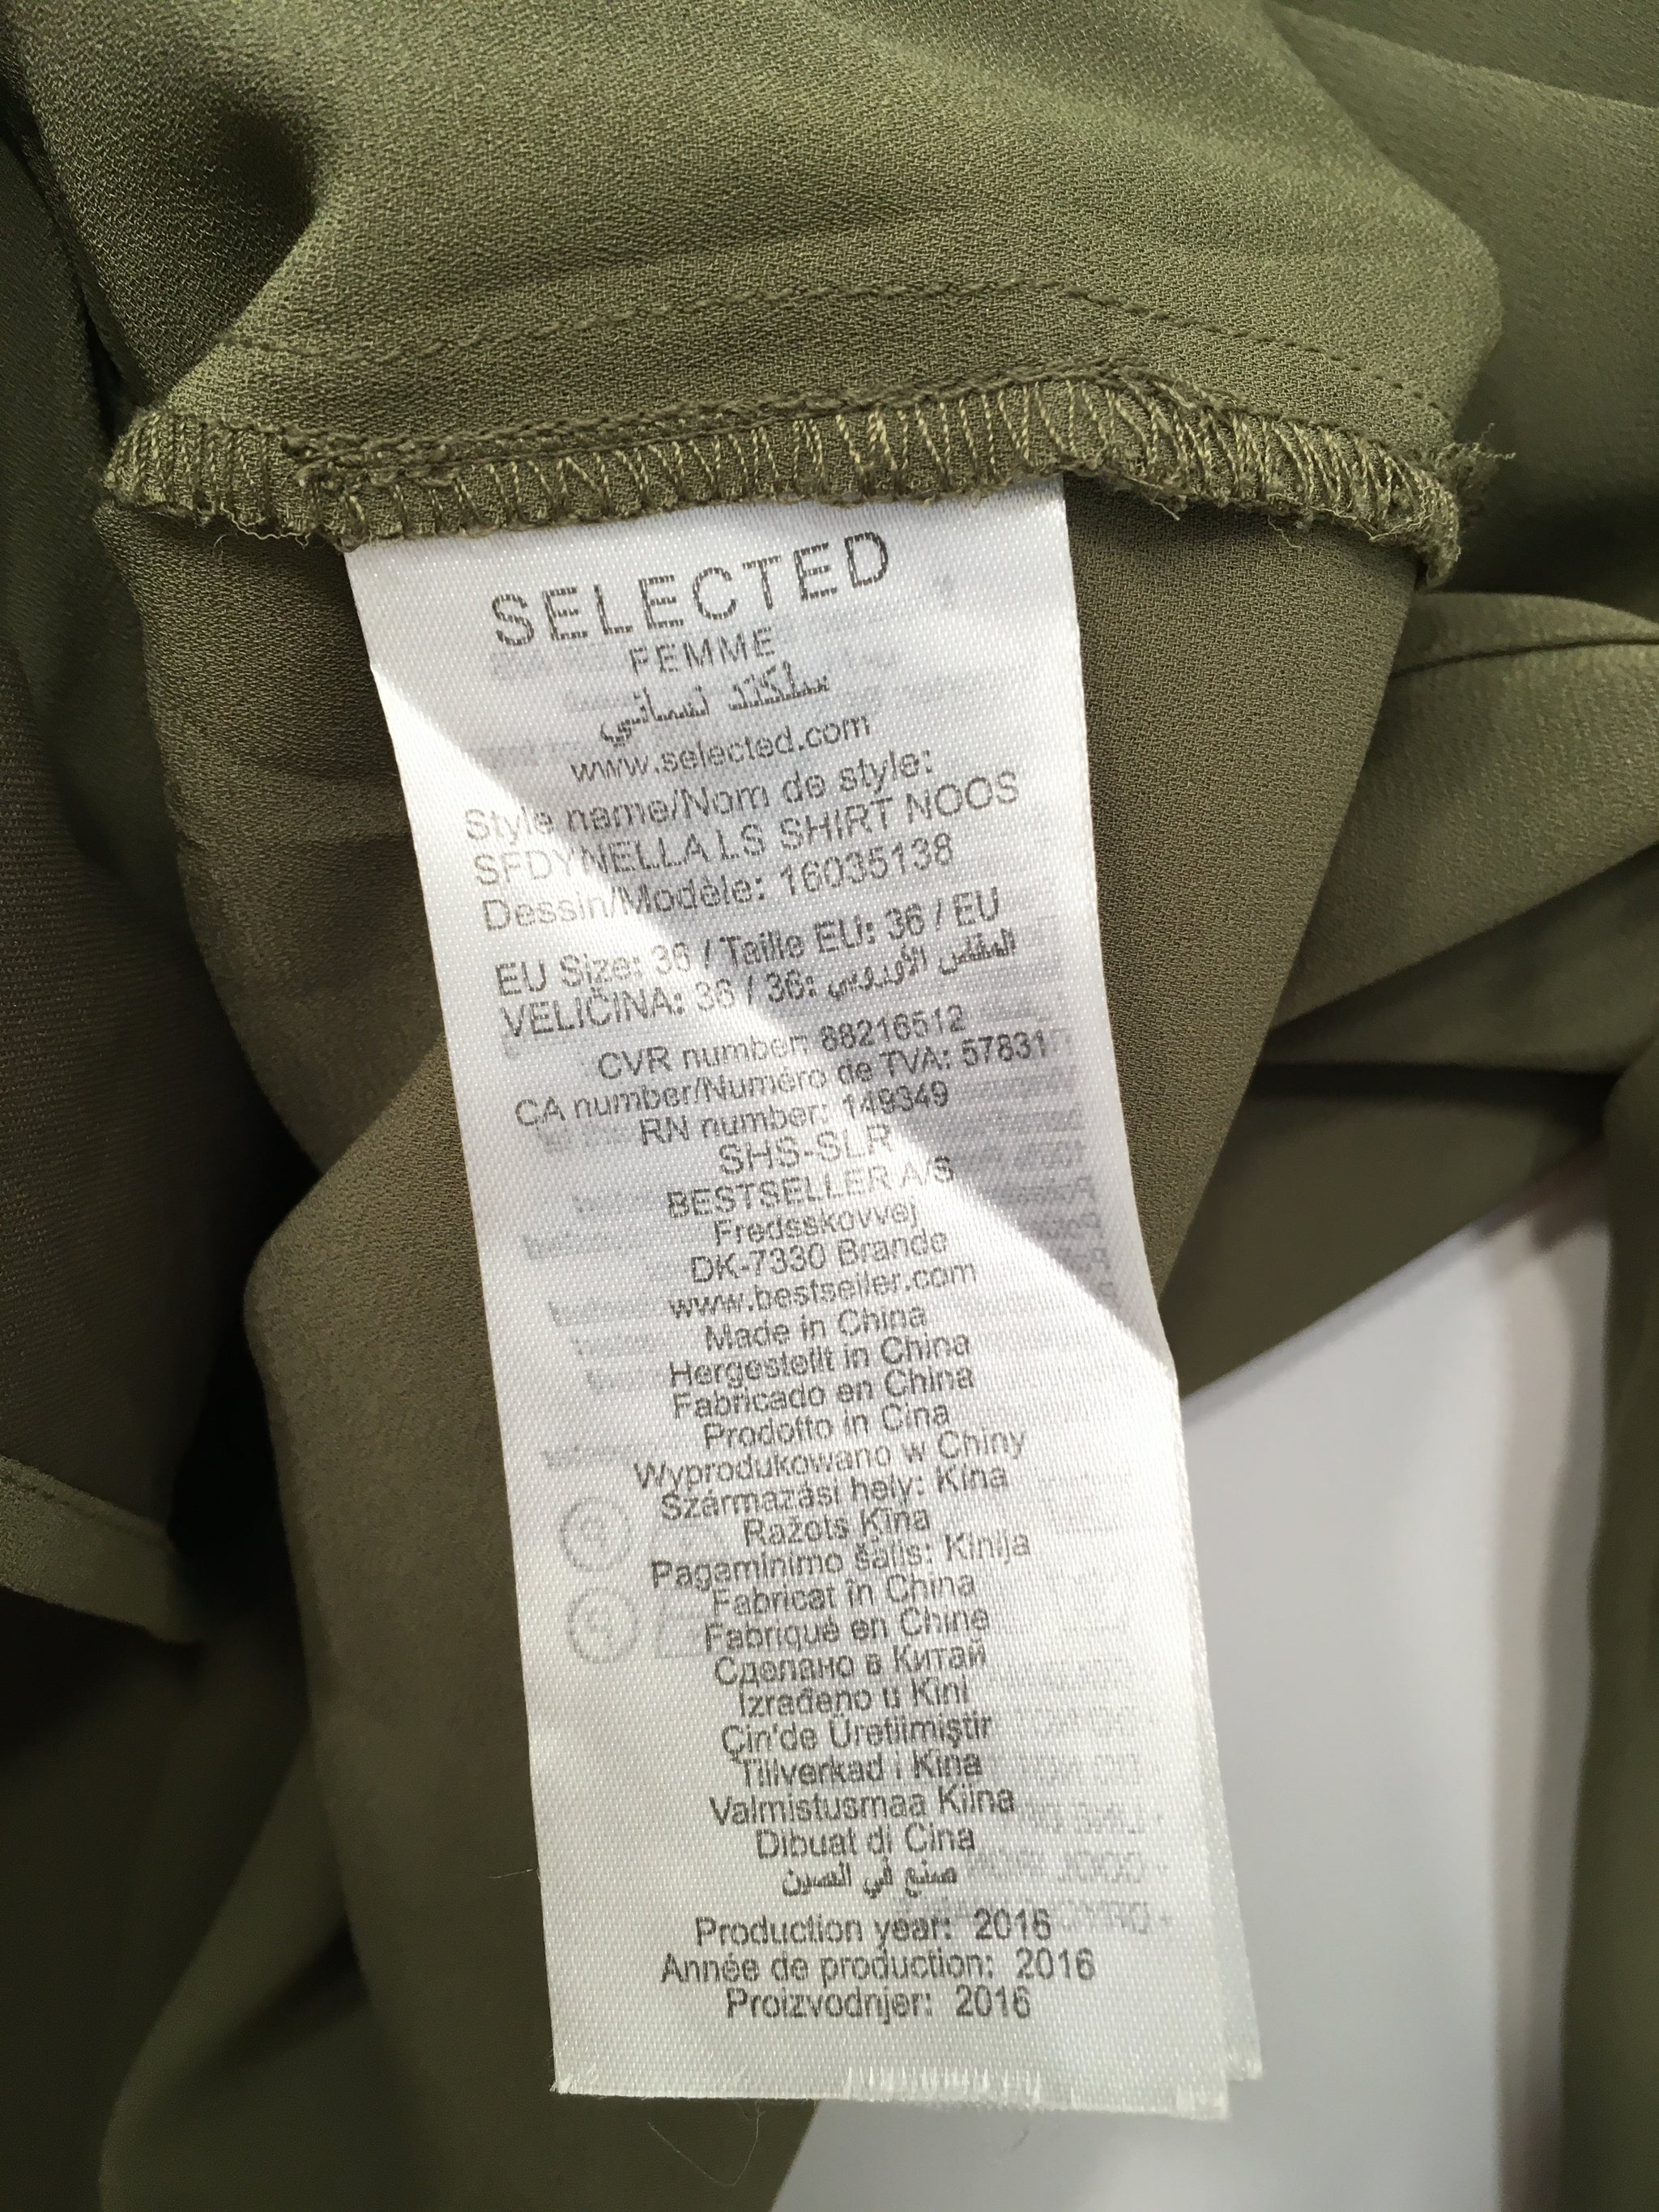 SELECTED
FEMME
سلكتد نسائي
www.selected.com
Style name/Nom de style:
SFDYNELLA LS SHIRT NOOS
Dessin/Modèle: 16035138
EU Size: 36 / Taille EU: 36 / EU
VELIČINA: 36 / 36: المقاس الأوروبي
CVR number: 88216512
CA number/Numéro de TVA: 57831
RN number: 149349
SHS-SLR
BESTSELLER A/S
Fredsskovvej
DK-7330 Brande
www.bestseller.com
Made in China
Hergestellt in China
Fabricado en China
Prodotto in Cina
Wyprodukowano w Chiny
Származási hely: Kína
Ražots Ķīna
Pagaminimo šalis: Kinija
Fabricat în China
Fabriqué en Chine
Сделано в Китай
Izrađeno u Kini
Çin'de Üretilmiştir
Tillverkad i Kina
Valmistusmaa Kiina
Dibuat di Cina
صنع في الصين
Production year: 2016
Année de production: 2016
Proizvodnjer: 2016